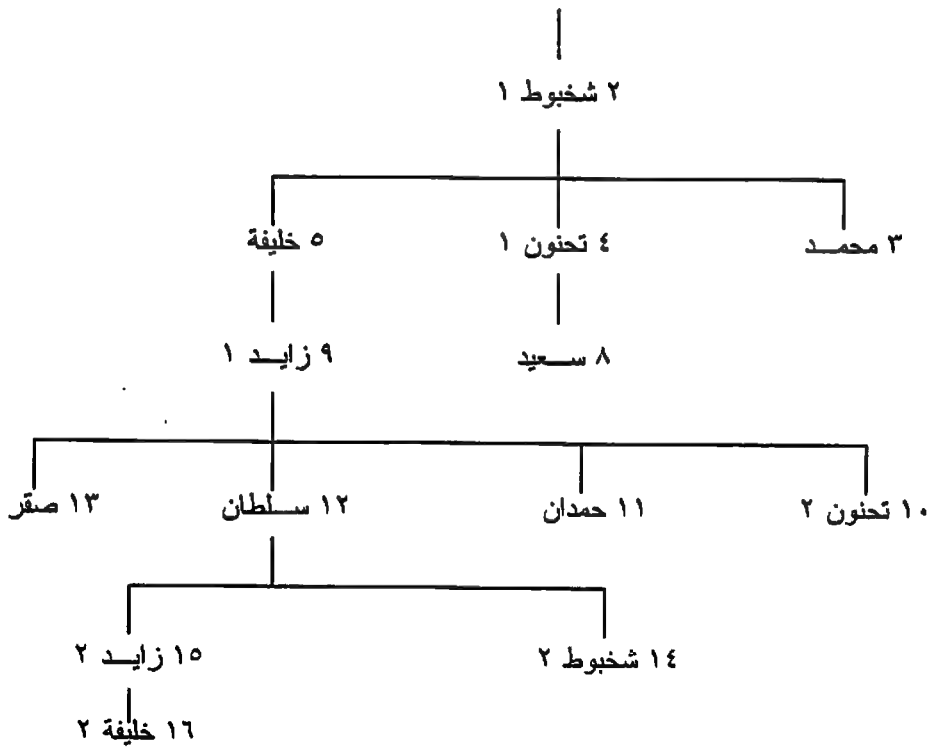 ٢ شخبوط ١
٣ محمد ٤ تحنون ١ ٥ خليفة
٨ سعيد ٩ زايد ١
١٠ تحنون ٢ ١١ حمدان ١٢ سلطان ١٣ صقر
١٤ شخبوط ٢ ١٥ زايد ٢
١٦ خليفة ٢